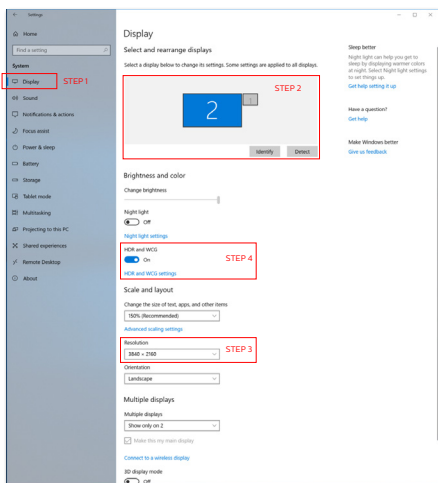 Settings
Home
Find a setting
System
Display
STEP 1
Sound
Notifications & actions
Focus assist
Power & sleep
Battery
Storage
Tablet mode
Multitasking
Projecting to this PC
Shared experiences
Remote Desktop
About
Display
Select and rearrange displays
Select a display below to change its settings. Some settings are applied to all displays.
STEP 2
2
1
Identify
Detect
Brightness and color
Change brightness
Night light
Off
Night light settings
HDR and WCG
On
STEP 4
HDR and WCG settings
Scale and layout
Change the size of text, apps, and other items
150% (Recommended)
Advanced scaling settings
Resolution
3840 × 2160
STEP 3
Orientation
Landscape
Multiple displays
Multiple displays
Show only on 2
Make this my main display
Connect to a wireless display
3D display mode
Off
Sleep better
Night light can help you get to
sleep by displaying warmer colors
at night. Select Night light settings
to set things up.
Get help setting it up
Have a question?
Get help
Make Windows better
Give us feedback